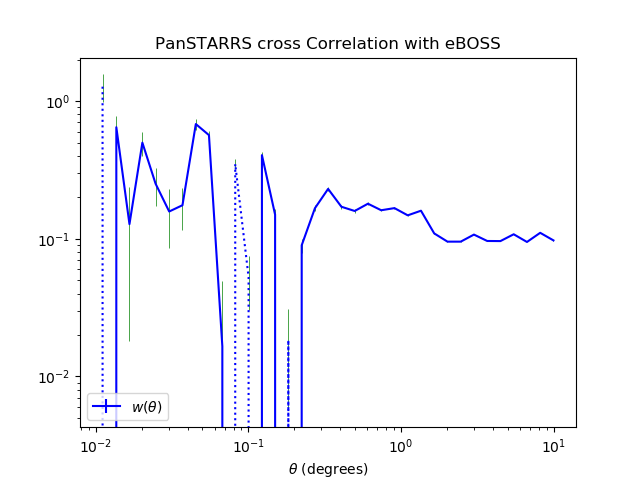 PanSTARRS cross Correlation with eBOSS
10⁰
10⁻¹
10⁻²
w(θ)
10⁻² 10⁻¹ 10⁰ 10¹
θ (degrees)